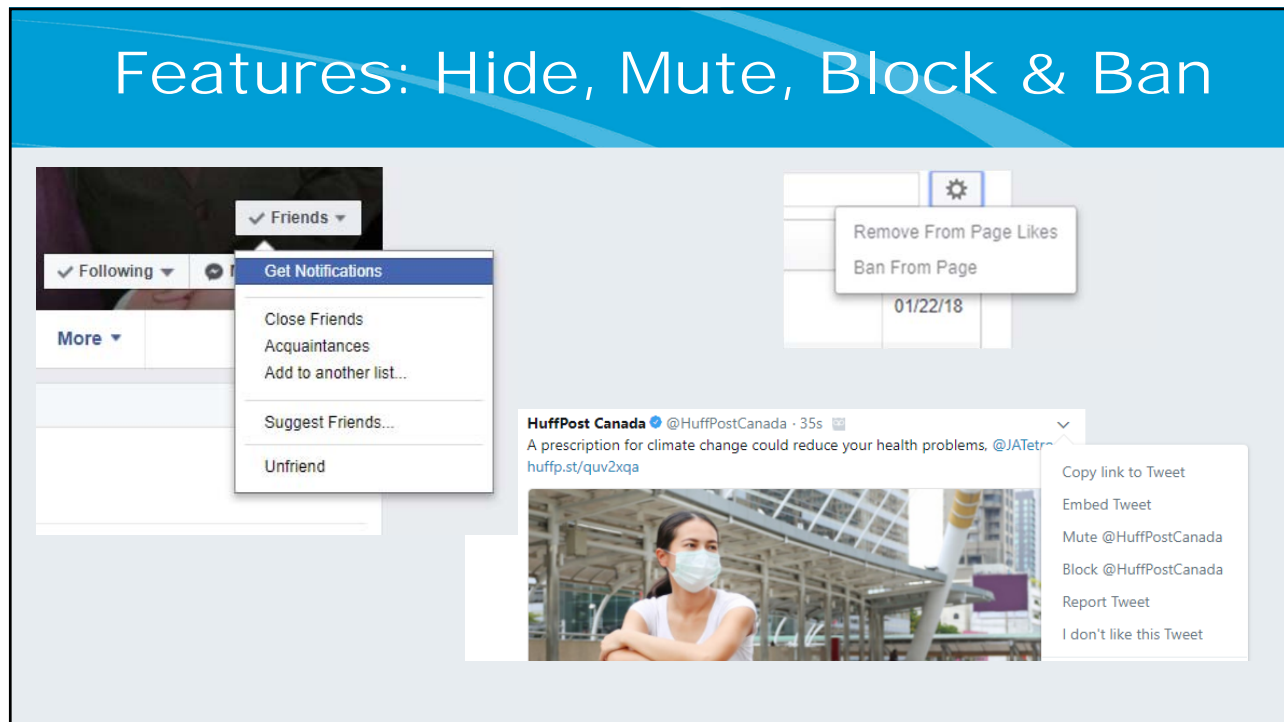 Features: Hide, Mute, Block & Ban
Friends
Following
Get Notifications
Close Friends
Acquaintances
Add to another list...
Suggest Friends...
Unfriend
More
Remove From Page Likes
Ban From Page
01/22/18
HuffPost Canada @HuffPostCanada · 35s
A prescription for climate change could reduce your health problems, @JATetro
huffp.st/quv2xqa
Copy link to Tweet
Embed Tweet
Mute @HuffPostCanada
Block @HuffPostCanada
Report Tweet
I don't like this Tweet